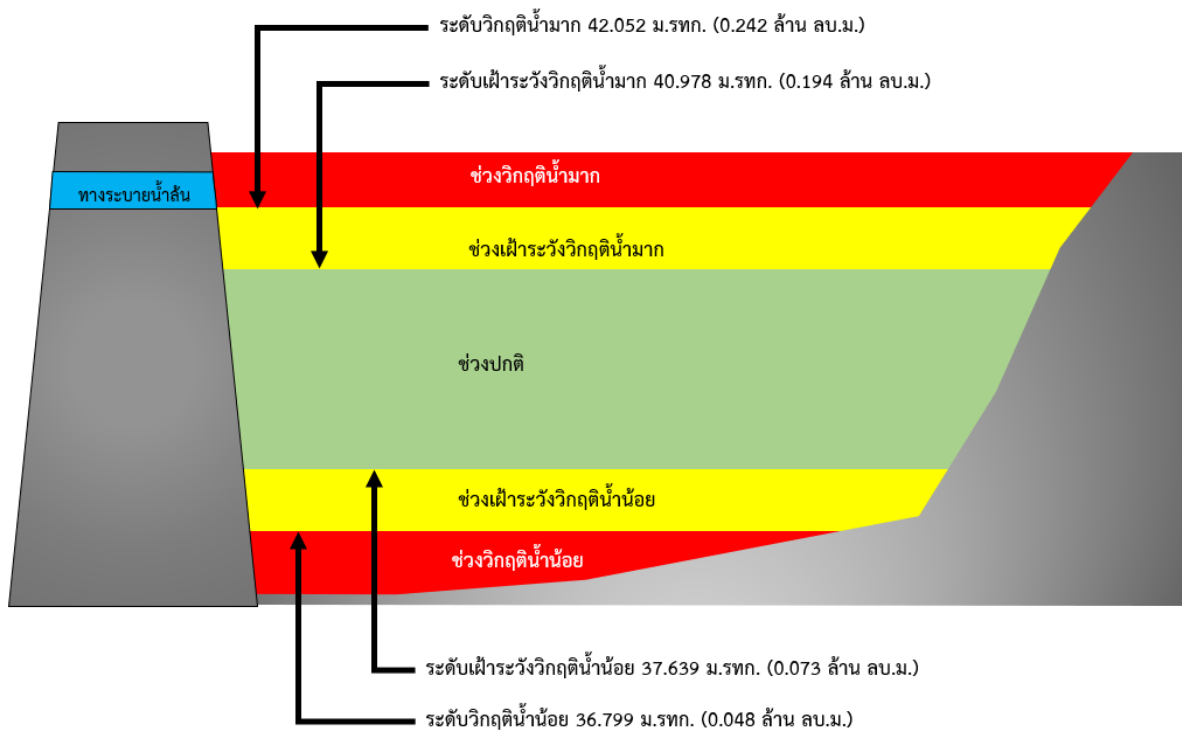 ระดับวิกฤติน้ำมาก 42.052 ม.รทก. (0.242 ล้าน ลบ.ม.)
ระดับเฝ้าระวังวิกฤติน้ำมาก 40.978 ม.รทก. (0.194 ล้าน ลบ.ม.)
ช่วงวิกฤติน้ำมาก
ทางระบายน้ำล้น
ช่วงเฝ้าระวังวิกฤติน้ำมาก
ช่วงปกติ
ช่วงเฝ้าระวังวิกฤติน้ำน้อย
ช่วงวิกฤติน้ำน้อย
ระดับเฝ้าระวังวิกฤติน้ำน้อย 37.639 ม.รทก. (0.073 ล้าน ลบ.ม.)
ระดับวิกฤติน้ำน้อย 36.799 ม.รทก. (0.048 ล้าน ลบ.ม.)